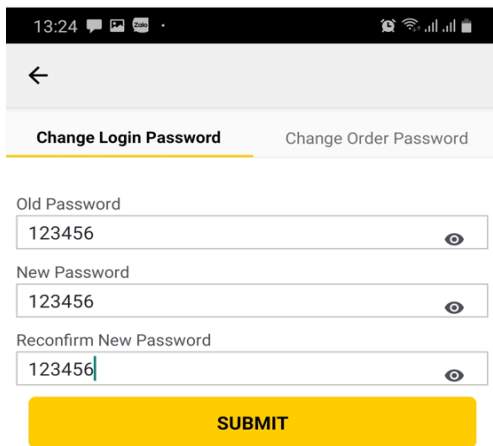 13:24 Zalo
Change Login Password Change Order Password
Old Password
123456
New Password
123456
Reconfirm New Password
123456
SUBMIT